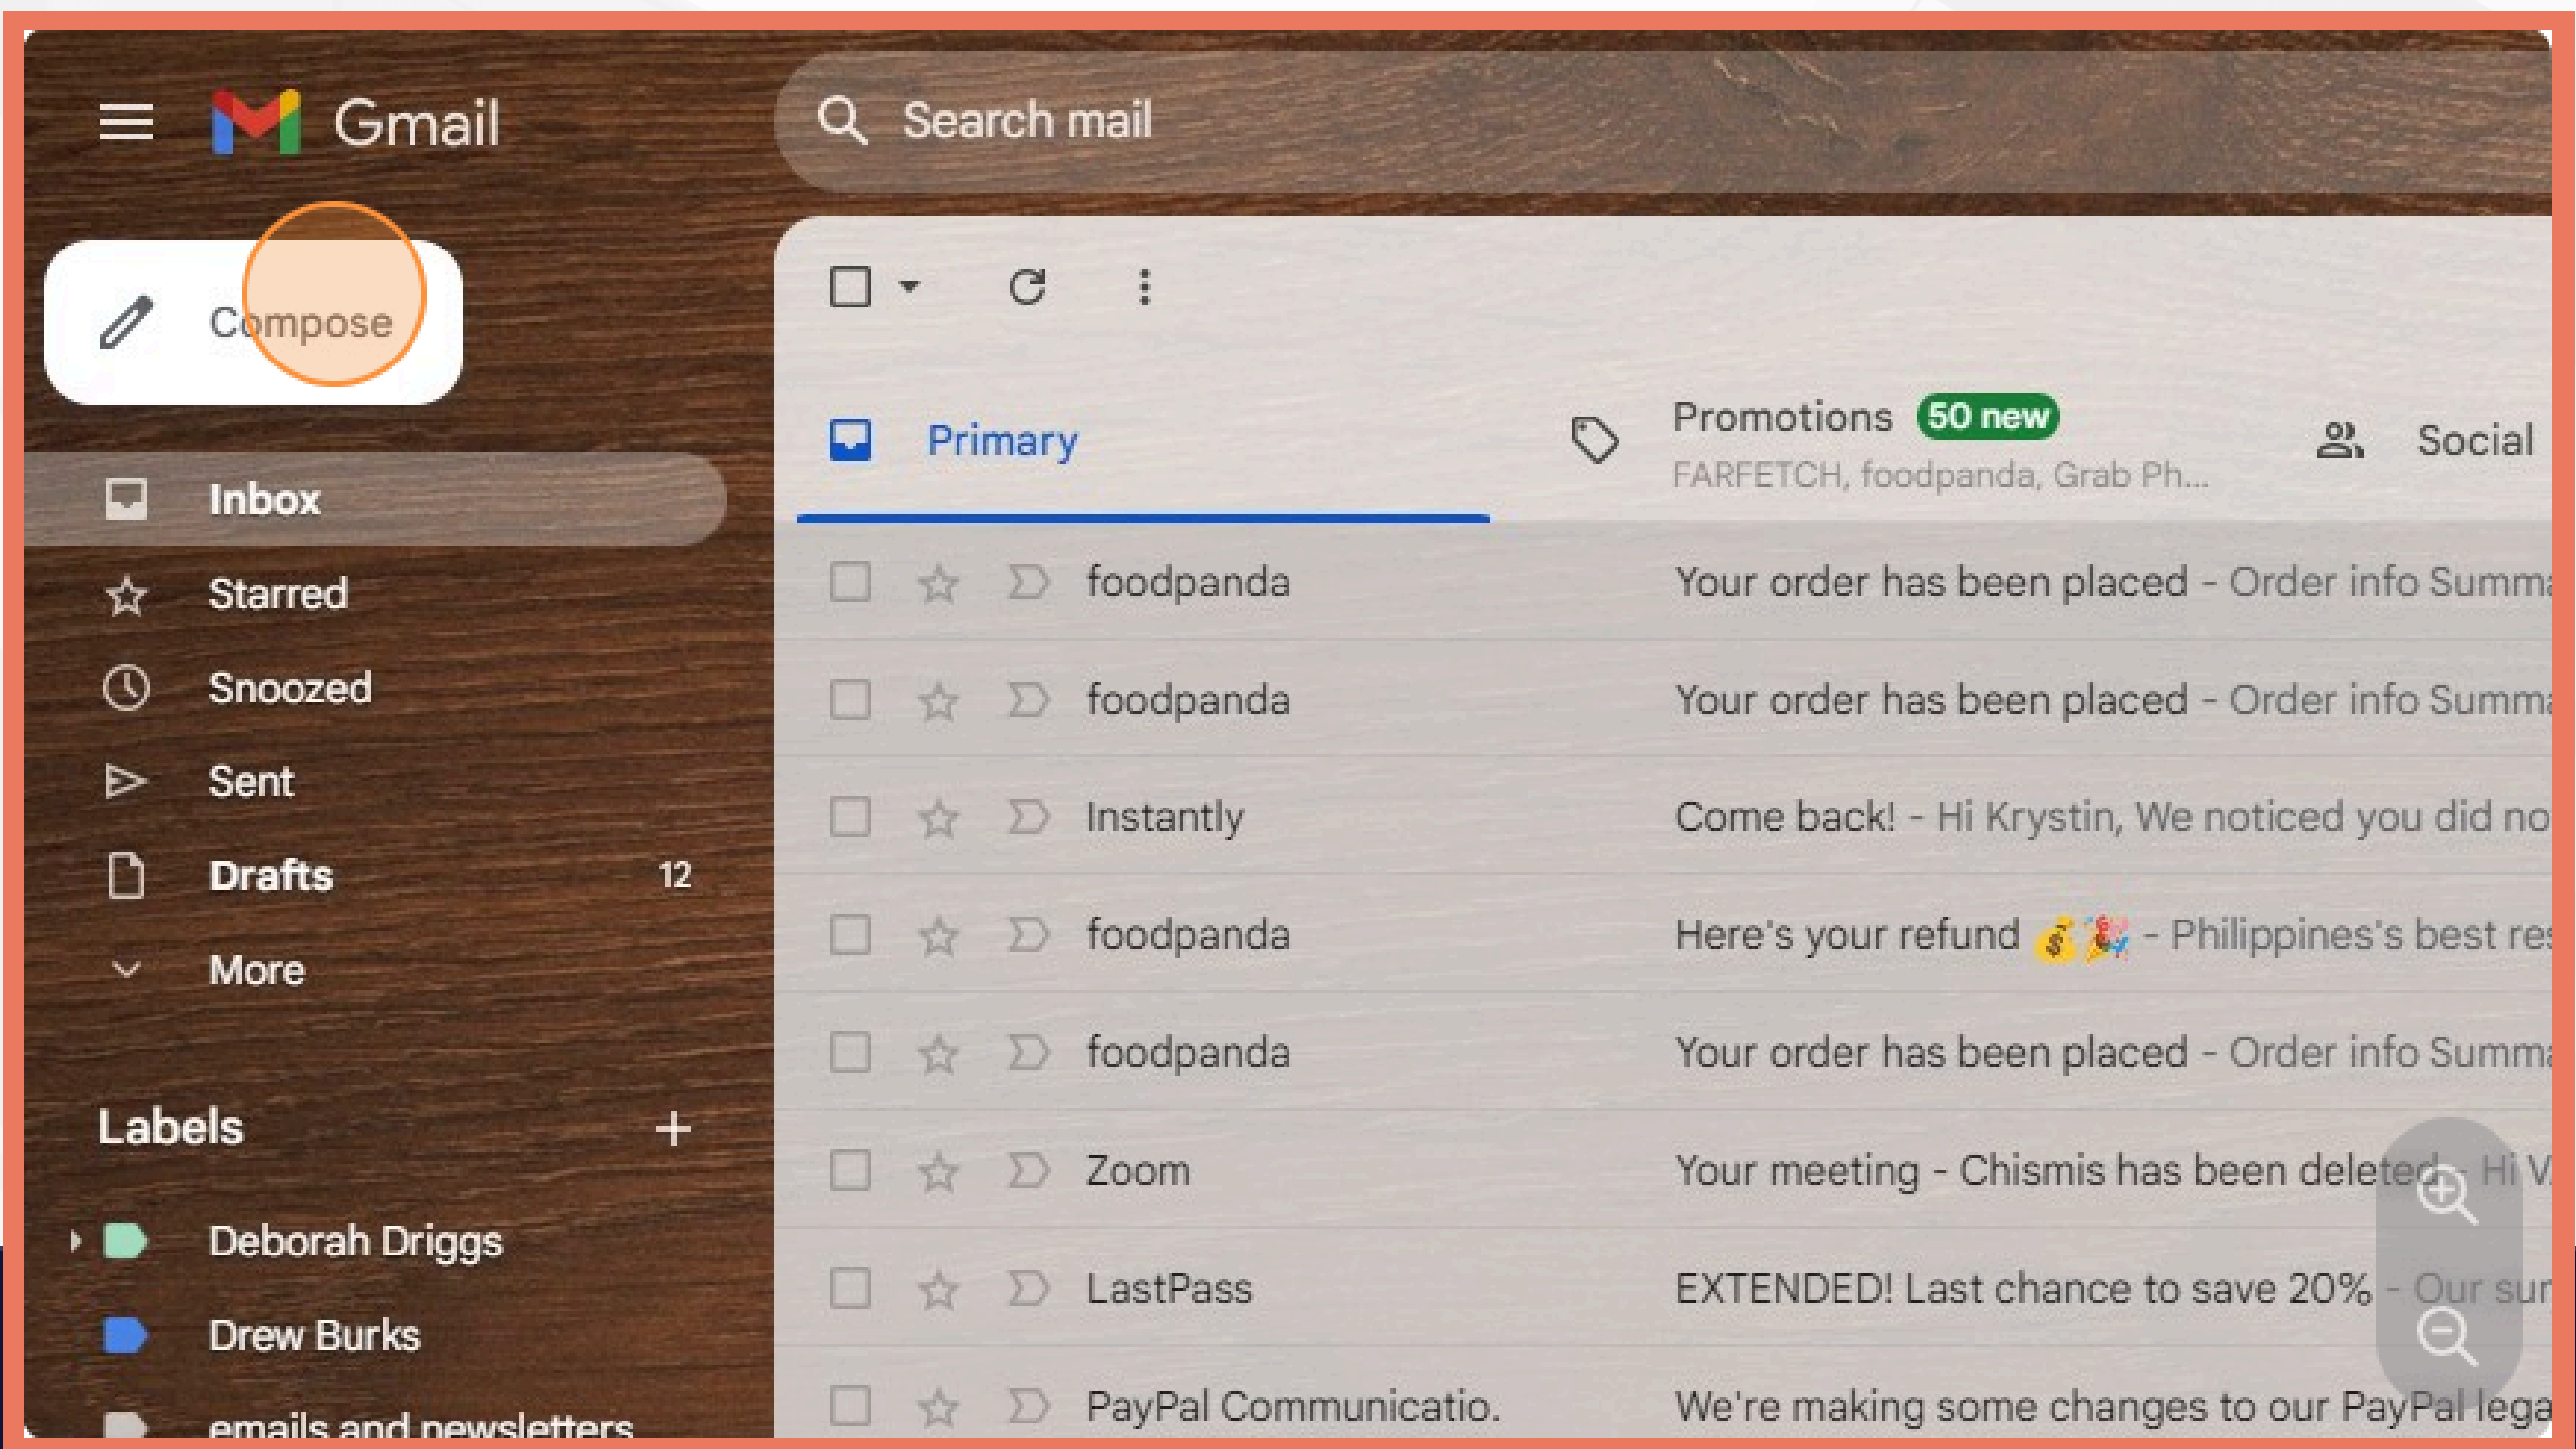 Gmail
Search mail
Compose
Inbox
Starred
Snoozed
Sent
Drafts 12
More
Labels
Deborah Driggs
Drew Burks
emails and newsletters
Primary
Promotions 50 new
FARFETCH, foodpanda, Grab Ph...
Social
foodpanda Your order has been placed - Order info Summa
foodpanda Your order has been placed - Order info Summa
Instantly Come back! - Hi Krystin, We noticed you did no
foodpanda Here's your refund 💰🎉 - Philippines's best res
foodpanda Your order has been placed - Order info Summa
Zoom Your meeting - Chismis has been deleted - Hi V
LastPass EXTENDED! Last chance to save 20% - Our sur
PayPal Communicatio. We're making some changes to our PayPal lega